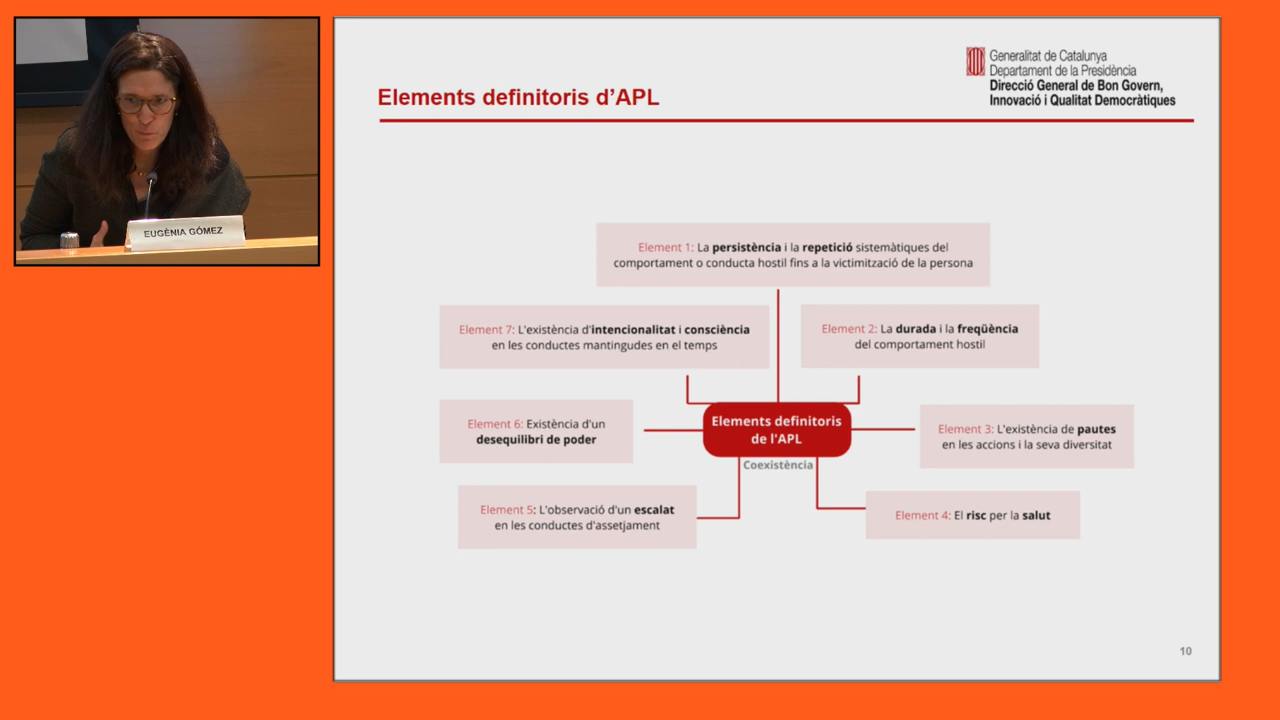 EUGÈNIA GÓMEZ
Generalitat de Catalunya
Departament de la Presidència
Direcció General de Bon Govern,
Innovació i Qualitat Democràtiques
Elements definitoris d’APL
Element 1: La persistència i la repetició sistemàtiques del
comportament o conducta hostil fins a la victimització de la persona
Element 7: L'existència d'intencionalitat i consciència
en les conductes mantingudes en el temps
Element 2: La durada i la freqüència
del comportament hostil
Element 6: Existència d'un
desequilibri de poder
Elements definitoris
de l'APL
Coexistència
Element 3: L'existència de pautes
en les accions i la seva diversitat
Element 5: L'observació d'un escalat
en les conductes d'assetjament
Element 4: El risc per la salut
10